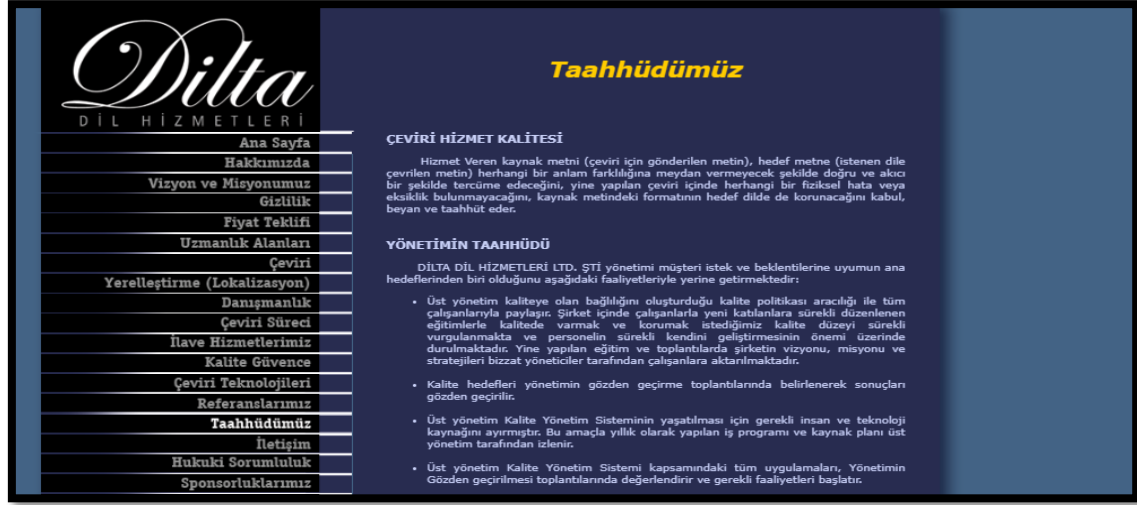 Dilta
DİL HİZMETLERİ
Ana Sayfa
Hakkımızda
Vizyon ve Misyonumuz
Gizlilik
Fiyat Teklifi
Uzmanlık Alanları
Çeviri
Yerelleştirme (Lokalizasyon)
Danışmanlık
Çeviri Süreci
İlave Hizmetlerimiz
Kalite Güvence
Çeviri Teknolojileri
Referanslarımız
Taahhüdümüz
İletişim
Hukuki Sorumluluk
Sponsorluklarımız
Taahhüdümüz
ÇEVİRİ HİZMET KALİTESİ
Hizmet Veren kaynak metni (çeviri için gönderilen metin), hedef metne (istenen dile
çevrilen metin) herhangi bir anlam farklılığına meydan vermeyecek şekilde doğru ve akıcı
bir şekilde tercüme edeceğini, yine yapılan çeviri içinde herhangi bir fiziksel hata veya
eksiklik bulunmayacağını, kaynak metindeki formatının hedef dilde de korunacağını kabul,
beyan ve taahhüt eder.
YÖNETİMİN TAAHHÜDÜ
DİLTA DİL HİZMETLERİ LTD. ŞTİ yönetimi müşteri istek ve beklentilerine uyumun ana
hedeflerinden biri olduğunu aşağıdaki faaliyetleriyle yerine getirmektedir:
• Üst yönetim kaliteye olan bağlılığını oluşturduğu kalite politikası aracılığı ile tüm
çalışanlarıyla paylaşır. Şirket içinde çalışanlarla yeni katılanlara sürekli düzenlenen
eğitimlerle kalitede varmak ve korumak istediğimiz kalite düzeyi sürekli
vurgulanmakta ve personelin sürekli kendini geliştirmesinin önemi üzerinde
durulmaktadır. Yine yapılan eğitim ve toplantılarda şirketin vizyonu, misyonu ve
stratejileri bizzat yöneticiler tarafından çalışanlara aktarılmaktadır.
• Kalite hedefleri yönetimin gözden geçirme toplantılarında belirlenerek sonuçları
gözden geçirilir.
• Üst yönetim Kalite Yönetim Sisteminin yaşatılması için gerekli insan ve teknoloji
kaynağını ayırmıştır. Bu amaçla yıllık olarak yapılan iş programı ve kaynak planı üst
yönetim tarafından izlenir.
• Üst yönetim Kalite Yönetim Sistemi kapsamındaki tüm uygulamaları, Yönetimin
Gözden geçirilmesi toplantılarında değerlendirir ve gerekli faaliyetleri başlatır.